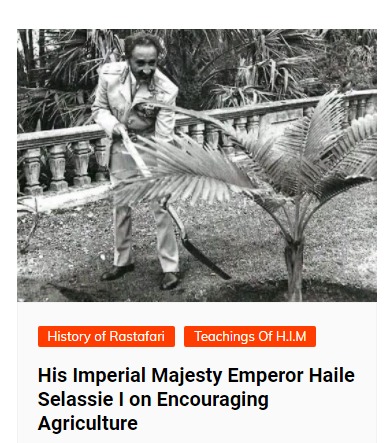 History of Rastafari
Teachings Of H.I.M
His Imperial Majesty Emperor Haile
Selassie I on Encouraging
Agriculture